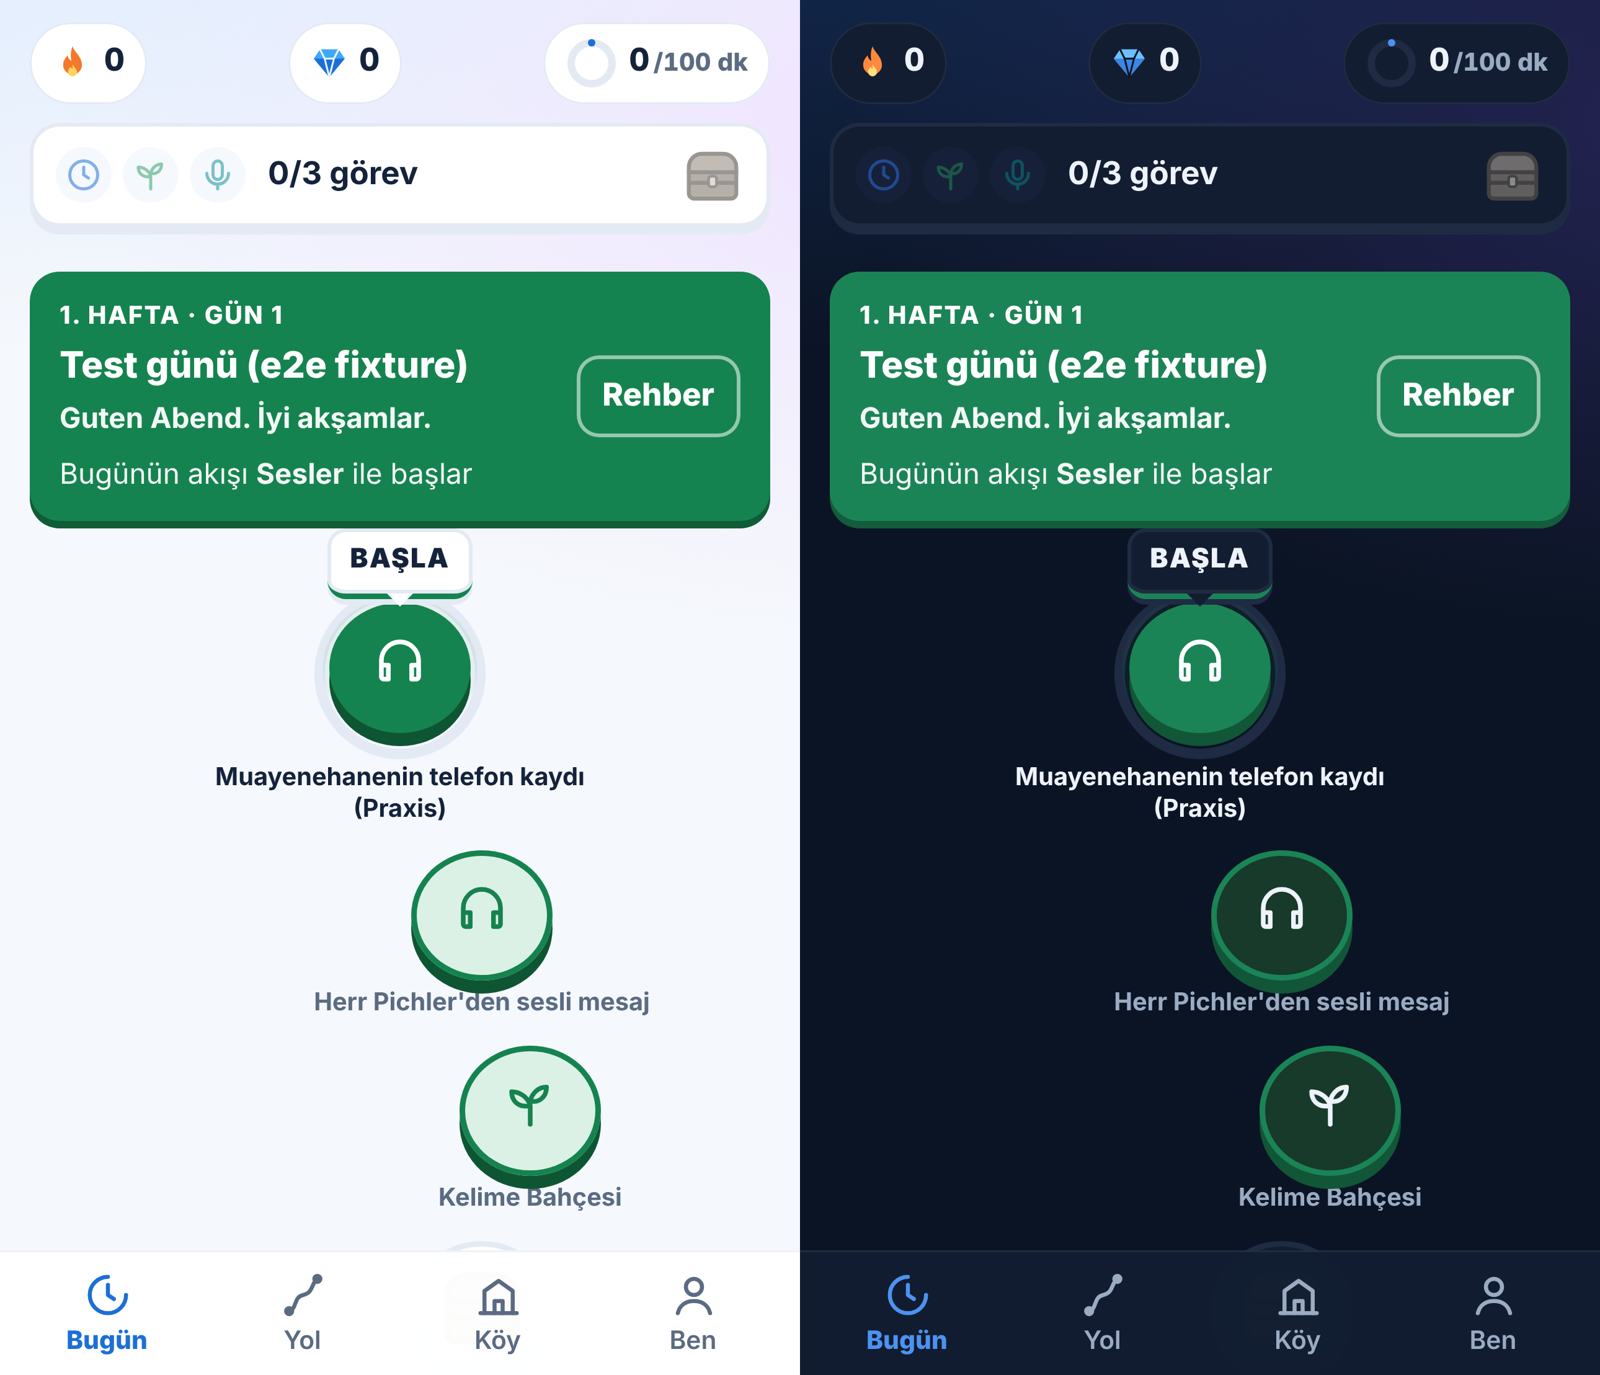 0
0
0/100 dk
0/3 görev
1. HAFTA · GÜN 1
Test günü (e2e fixture)
Guten Abend. İyi akşamlar.
Bugünün akışı Sesler ile başlar
Rehber
BAŞLA
Muayenehanenin telefon kaydı
(Praxis)
Herr Pichler'den sesli mesaj
Kelime Bahçesi
Bugün
Yol
Köy
Ben
0
0
0/100 dk
0/3 görev
1. HAFTA · GÜN 1
Test günü (e2e fixture)
Guten Abend. İyi akşamlar.
Bugünün akışı Sesler ile başlar
Rehber
BAŞLA
Muayenehanenin telefon kaydı
(Praxis)
Herr Pichler'den sesli mesaj
Kelime Bahçesi
Bugün
Yol
Köy
Ben